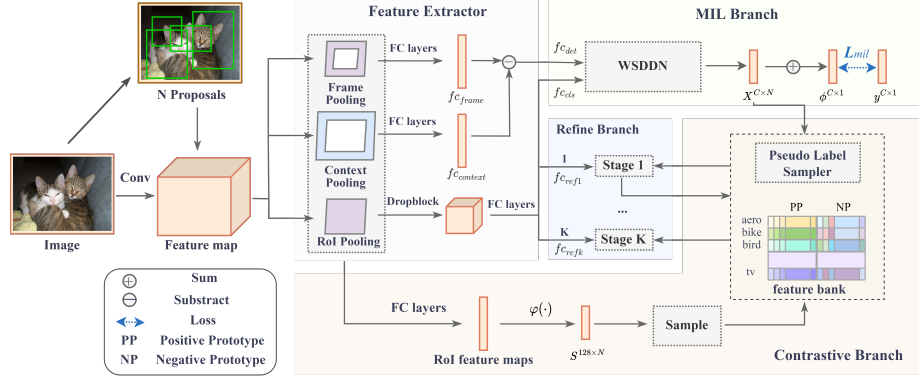 Feature Extractor
MIL Branch
N Proposals
Image
Conv
Feature map
Frame
Pooling
Context
Pooling
RoI Pooling
FC layers
fc_frame
FC layers
fc_context
Dropblock
FC layers
fc_det
fc_cls
WSDDN
X^{C×N}
ϕ^{C×1}
L_mil
y^{C×1}
Refine Branch
1
fc_ref1
Stage 1
...
K
fc_refk
Stage K
Pseudo Label
Sampler
PP NP
aero
bike
bird
tv
feature bank
FC layers
RoI feature maps
φ(·)
S^{128×N}
Sample
Contrastive Branch
Sum
Substract
Loss
PP Positive Prototype
NP Negative Prototype